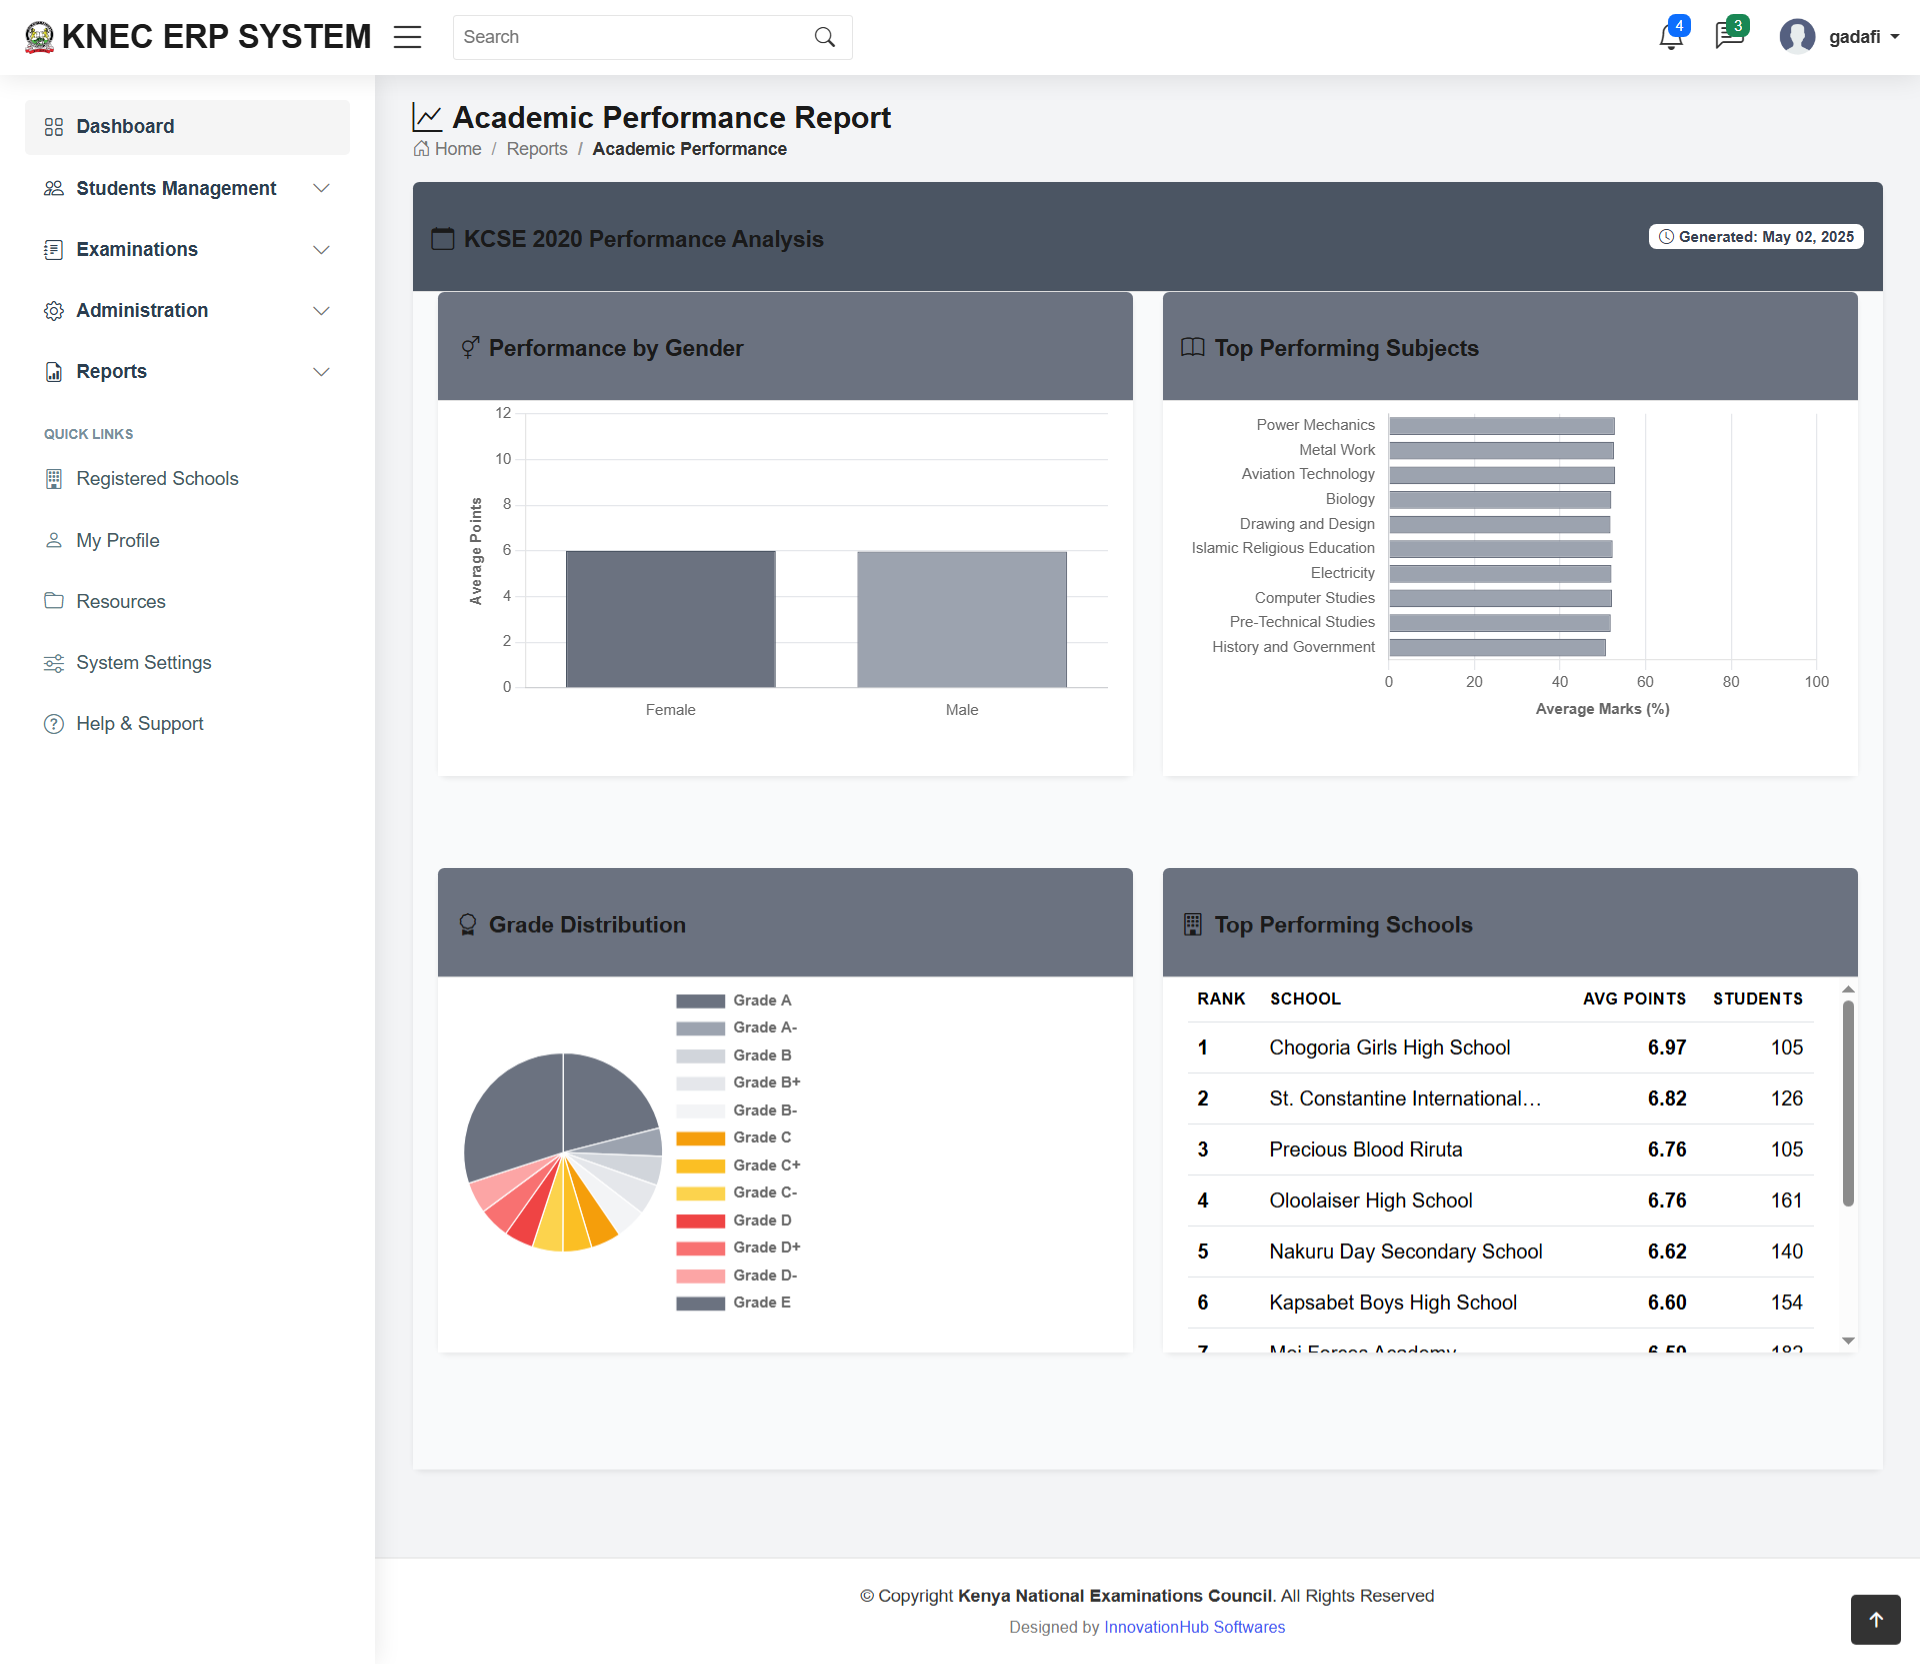 KNEC ERP SYSTEM
Search
4
3
gadafi
Dashboard
Students Management
Examinations
Administration
Reports
QUICK LINKS
Registered Schools
My Profile
Resources
System Settings
Help & Support
Academic Performance Report
Home / Reports / Academic Performance
KCSE 2020 Performance Analysis
Generated: May 02, 2025
Performance by Gender
12
10
8
6
4
2
0
Average Points
Female
Male
Top Performing Subjects
Power Mechanics
Metal Work
Aviation Technology
Biology
Drawing and Design
Islamic Religious Education
Electricity
Computer Studies
Pre-Technical Studies
History and Government
0 20 40 60 80 100
Average Marks (%)
Grade Distribution
Grade A
Grade A-
Grade B
Grade B+
Grade B-
Grade C
Grade C+
Grade C-
Grade D
Grade D+
Grade D-
Grade E
Top Performing Schools
RANK SCHOOL AVG POINTS STUDENTS
1 Chogoria Girls High School 6.97 105
2 St. Constantine International... 6.82 126
3 Precious Blood Riruta 6.76 105
4 Oloolaiser High School 6.76 161
5 Nakuru Day Secondary School 6.62 140
6 Kapsabet Boys High School 6.60 154
7 Moi Forces Academy
© Copyright Kenya National Examinations Council. All Rights Reserved
Designed by InnovationHub Softwares